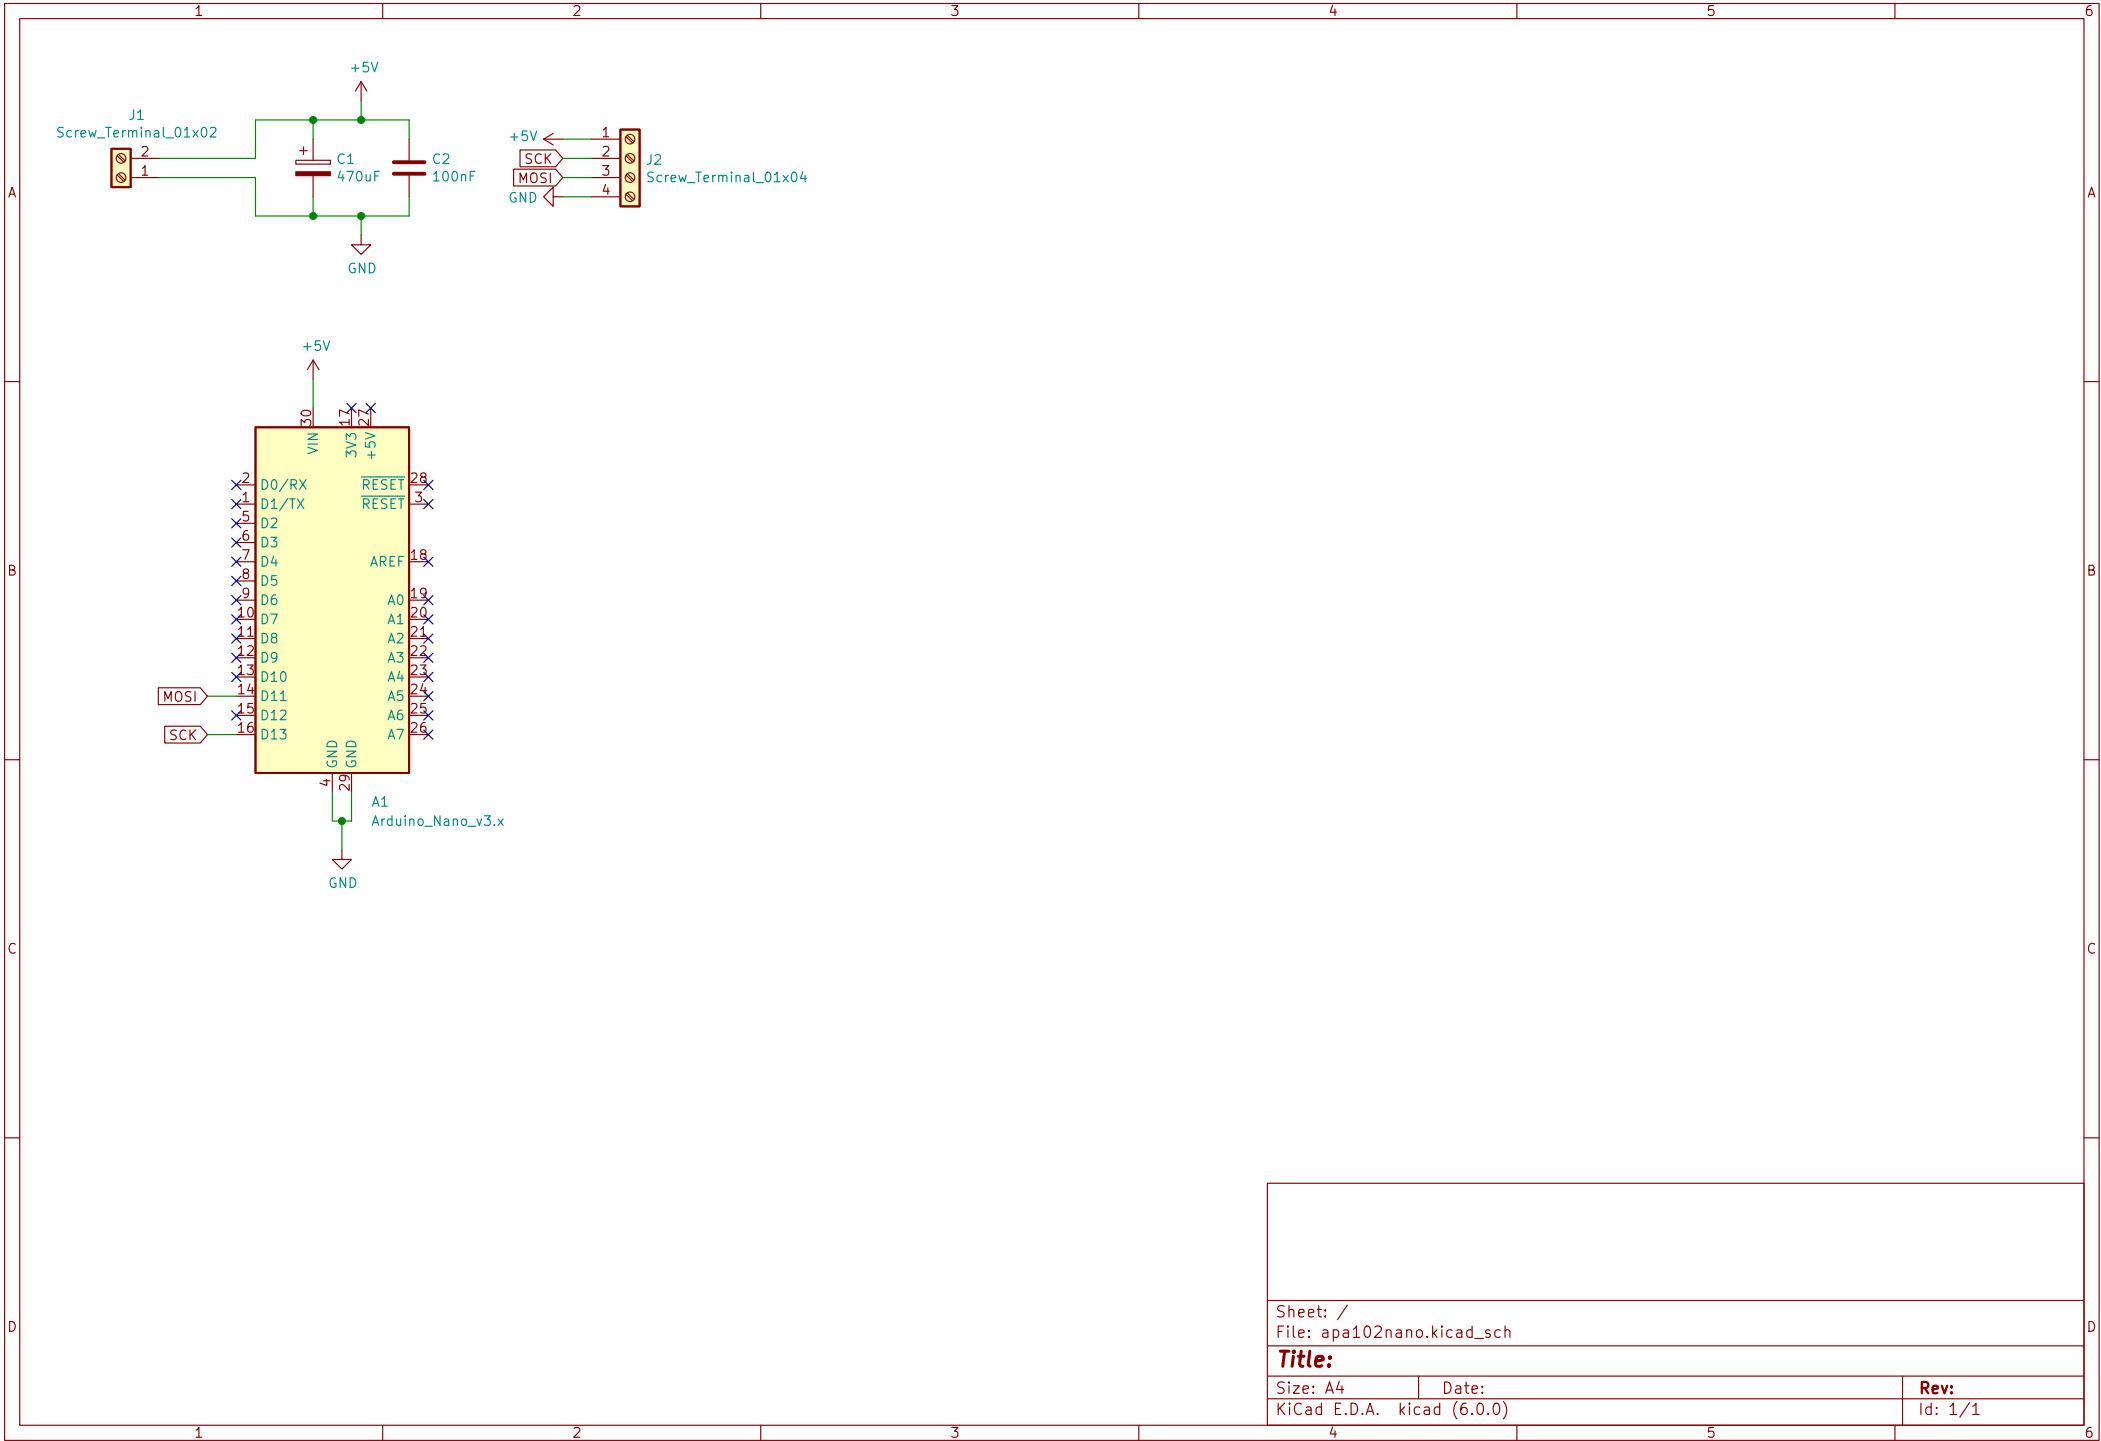 1 2 3 4 5 6
+5V
J1
Screw_Terminal_01x02
2
1
+
C1
470uF
C2
100nF
GND
+5V
SCK
MOSI
GND
1
2
3
4
J2
Screw_Terminal_01x04
A A
+5V
30 17 27
VIN 3V3 +5V
2 D0/RX RESET 28
1 D1/TX RESET 3
5 D2
6 D3
7 D4 AREF 18
8 D5
9 D6 A0 19
10 D7 A1 20
11 D8 A2 21
12 D9 A3 22
13 D10 A4 23
MOSI 14 D11 A5 24
15 D12 A6 25
SCK 16 D13 A7 26
GND GND
4 29
A1
Arduino_Nano_v3.x
GND
B B
C C
D D
Sheet: /
File: apa102nano.kicad_sch
Title:
Size: A4 Date: Rev:
KiCad E.D.A. kicad (6.0.0) Id: 1/1
1 2 3 4 5 6